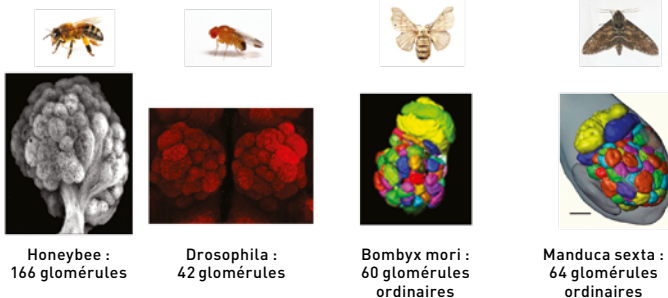 Honeybee :
166 glomérules
Drosophila :
42 glomérules
Bombyx mori :
60 glomérules
ordinaires
Manduca sexta :
64 glomérules
ordinaires